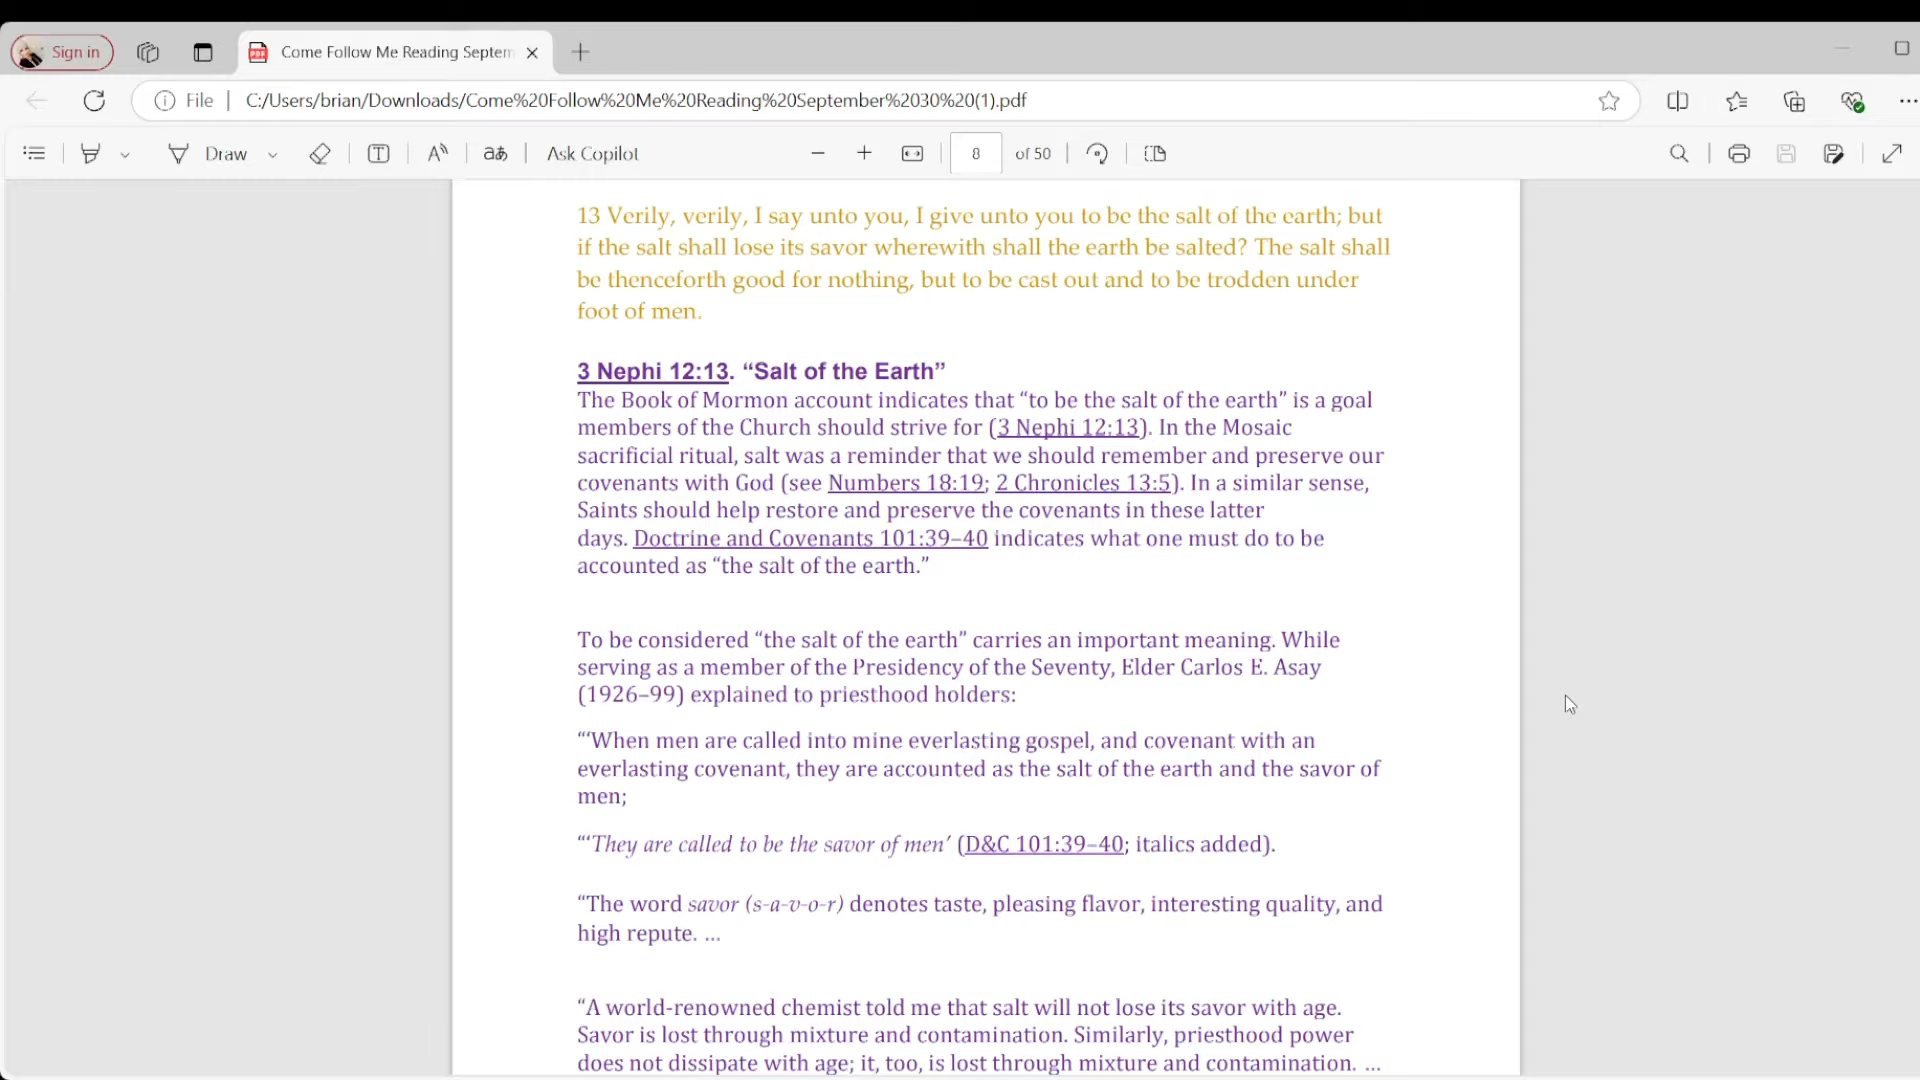 Sign in
Come Follow Me Reading Septem
File
C:/Users/brian/Downloads/Come%20Follow%20Me%20Reading%20September%2030%20(1).pdf
Draw
aあ
Ask Copilot
8 of 50
13 Verily, verily, I say unto you, I give unto you to be the salt of the earth; but
if the salt shall lose its savor wherewith shall the earth be salted? The salt shall
be thenceforth good for nothing, but to be cast out and to be trodden under
foot of men.
3 Nephi 12:13. “Salt of the Earth”
The Book of Mormon account indicates that “to be the salt of the earth” is a goal
members of the Church should strive for (3 Nephi 12:13). In the Mosaic
sacrificial ritual, salt was a reminder that we should remember and preserve our
covenants with God (see Numbers 18:19; 2 Chronicles 13:5). In a similar sense,
Saints should help restore and preserve the covenants in these latter
days. Doctrine and Covenants 101:39–40 indicates what one must do to be
accounted as “the salt of the earth.”
To be considered “the salt of the earth” carries an important meaning. While
serving as a member of the Presidency of the Seventy, Elder Carlos E. Asay
(1926–99) explained to priesthood holders:
“‘When men are called into mine everlasting gospel, and covenant with an
everlasting covenant, they are accounted as the salt of the earth and the savor of
men;
“‘They are called to be the savor of men’ (D&C 101:39–40; italics added).
“The word savor (s-a-v-o-r) denotes taste, pleasing flavor, interesting quality, and
high repute. …
“A world-renowned chemist told me that salt will not lose its savor with age.
Savor is lost through mixture and contamination. Similarly, priesthood power
does not dissipate with age; it, too, is lost through mixture and contamination. …